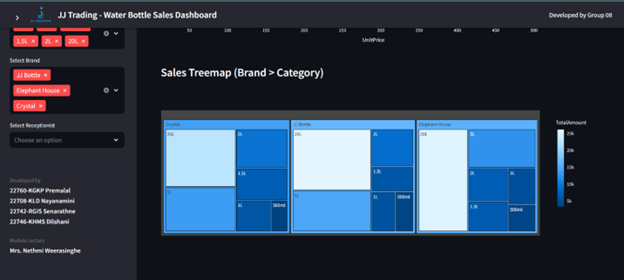 JJ Trading - Water Bottle Sales Dashboard
Developed by Group 08
1.5L × 2L × 20L ×
Select Brand
JJ Bottle ×
Elephant House ×
Crystal ×
Select Receptionist
Choose an option
Developed by
22760-KGKP Premalal
22708-KLD Nayanamini
22742-RGIS Senarathne
22746-KHMS Dilshani
Module Lecture
Mrs. Nethmi Weerasinghe
50 100 150 200 250 300 350 400 450 500
UnitPrice
Sales Treemap (Brand > Category)
Crystal
20L
5L
2L
1.5L
1L
500ml
JJ Bottle
20L
5L
2L
1.5L
1L
500ml
Elephant House
20L
5L
2L
1L
1.5L
500ml
TotalAmount
20k
15k
10k
5k